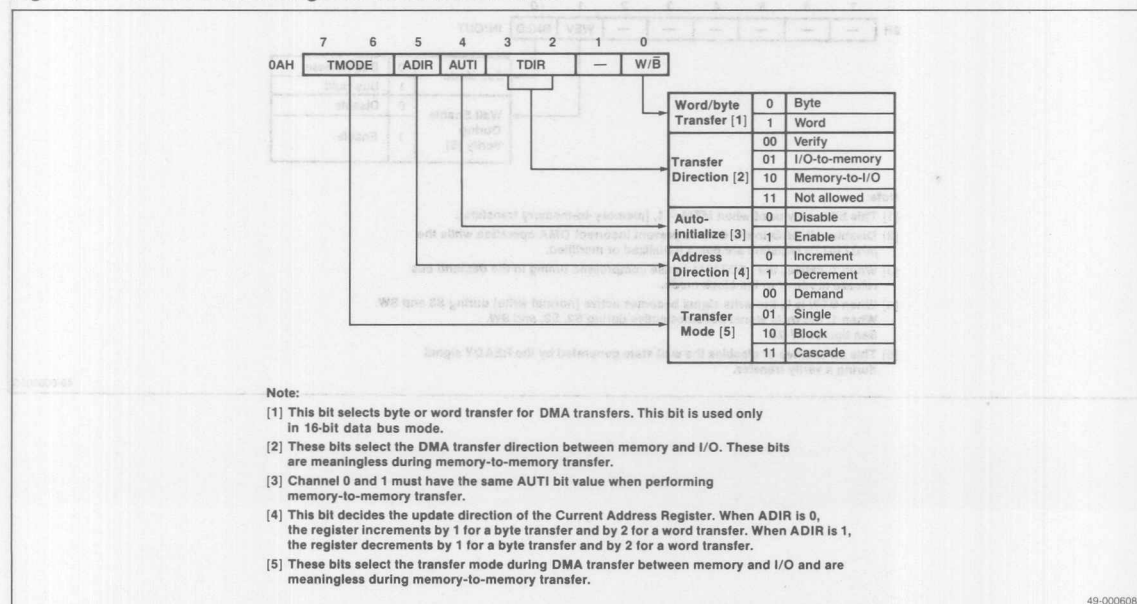 7 6 5 4 3 2 1 0
0AH TMODE ADIR AUTI TDIR — W/B̅
Word/byte Transfer [1] 0 Byte
1 Word
Transfer Direction [2] 00 Verify
01 I/O-to-memory
10 Memory-to-I/O
11 Not allowed
Auto-initialize [3] 0 Disable
1 Enable
Address Direction [4] 0 Increment
1 Decrement
Transfer Mode [5] 00 Demand
01 Single
10 Block
11 Cascade
Note:
[1] This bit selects byte or word transfer for DMA transfers. This bit is used only
in 16-bit data bus mode.
[2] These bits select the DMA transfer direction between memory and I/O. These bits
are meaningless during memory-to-memory transfer.
[3] Channel 0 and 1 must have the same AUTI bit value when performing
memory-to-memory transfer.
[4] This bit decides the update direction of the Current Address Register. When ADIR is 0,
the register increments by 1 for a byte transfer and by 2 for a word transfer. When ADIR is 1,
the register decrements by 1 for a byte transfer and by 2 for a word transfer.
[5] These bits select the transfer mode during DMA transfer between memory and I/O and are
meaningless during memory-to-memory transfer.
49-000608